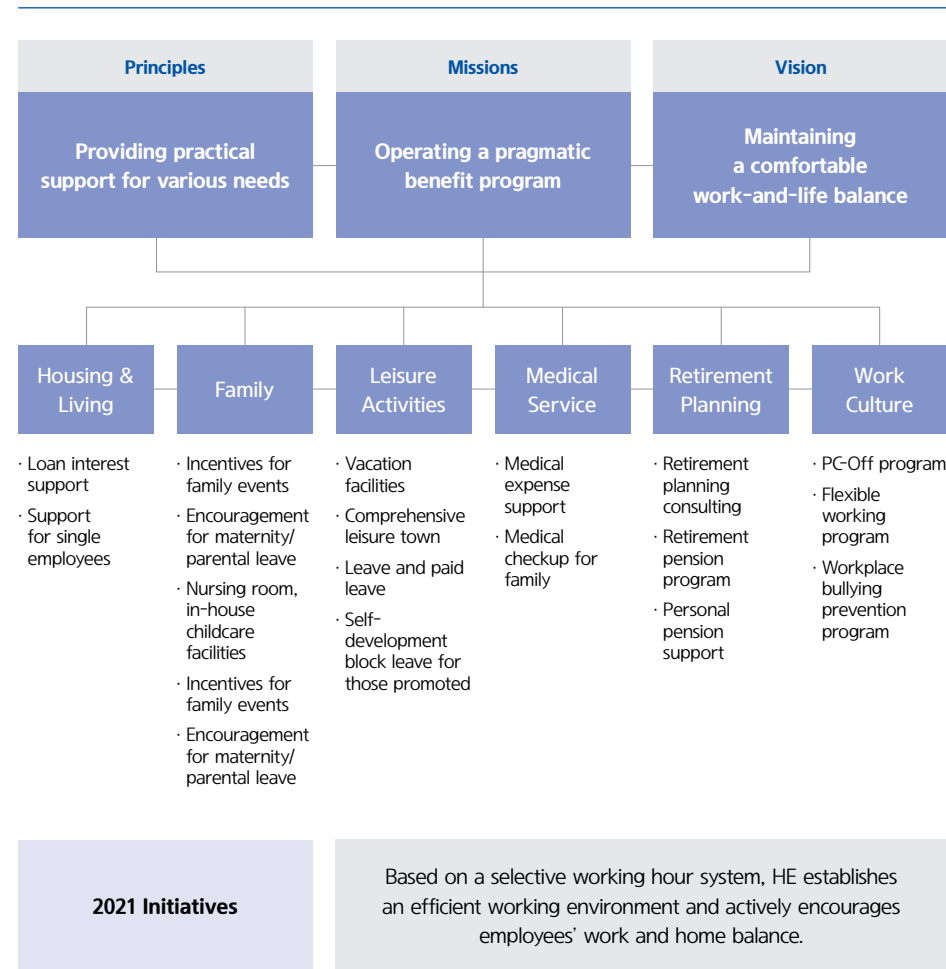 Principles
Providing practical
support for various needs
Missions
Operating a pragmatic
benefit program
Vision
Maintaining
a comfortable
work-and-life balance
Housing &
Living
· Loan interest
support
· Support
for single
employees
Family
· Incentives for
family events
· Encouragement
for maternity/
parental leave
· Nursing room,
in-house
childcare
facilities
· Incentives for
family events
· Encouragement
for maternity/
parental leave
Leisure
Activities
· Vacation
facilities
· Comprehensive
leisure town
· Leave and paid
leave
· Self-
development
block leave for
those promoted
Medical
Service
· Medical
expense
support
· Medical
checkup for
family
Retirement
Planning
· Retirement
planning
consulting
· Retirement
pension
program
· Personal
pension
support
Work
Culture
· PC-Off program
· Flexible
working
program
· Workplace
bullying
prevention
program
2021 Initiatives
Based on a selective working hour system, HE establishes
an efficient working environment and actively encourages
employees’ work and home balance.